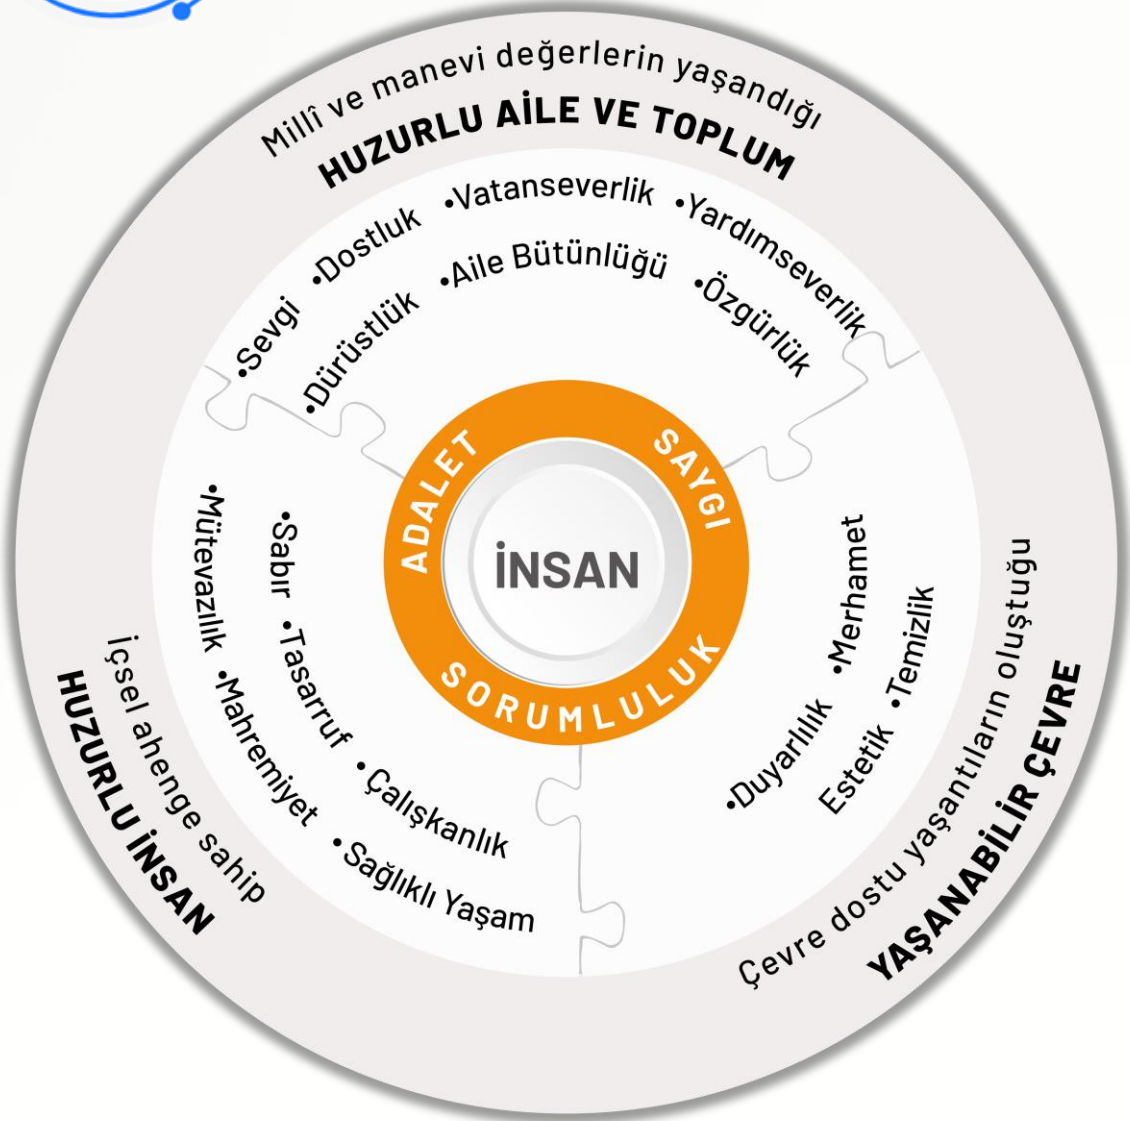 Millî ve manevi değerlerin yaşandığı
HUZURLU AİLE VE TOPLUM
•Sevgi •Dostluk •Vatanseverlik •Yardımseverlik
•Dürüstlük •Aile Bütünlüğü •Özgürlük
ADALET
SAYGI
SORUMLULUK
İNSAN
•Mütevazılık •Mahremiyet •Sağlıklı Yaşam
•Sabır •Tasarruf •Çalışkanlık
İçsel ahenge sahip
HUZURLU İNSAN
•Duyarlılık •Merhamet
Estetik •Temizlik
Çevre dostu yaşantıların oluştuğu
YAŞANABİLİR ÇEVRE